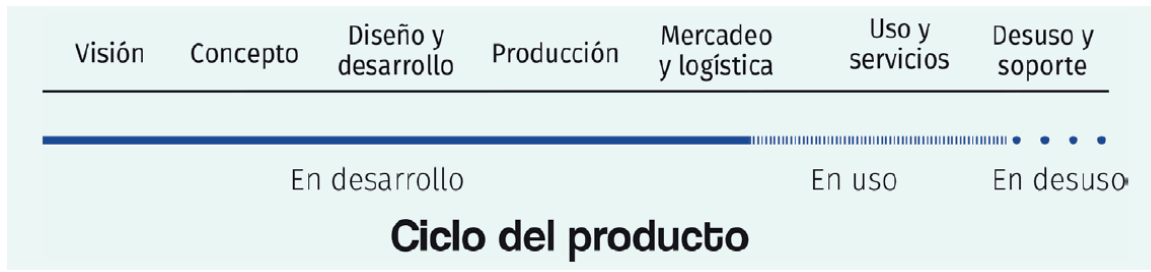 Visión
Concepto
Diseño y
desarrollo
Producción
Mercadeo
y logística
Uso y
servicios
Desuso y
soporte
En desarrollo
En uso
En desuso
Ciclo del producto